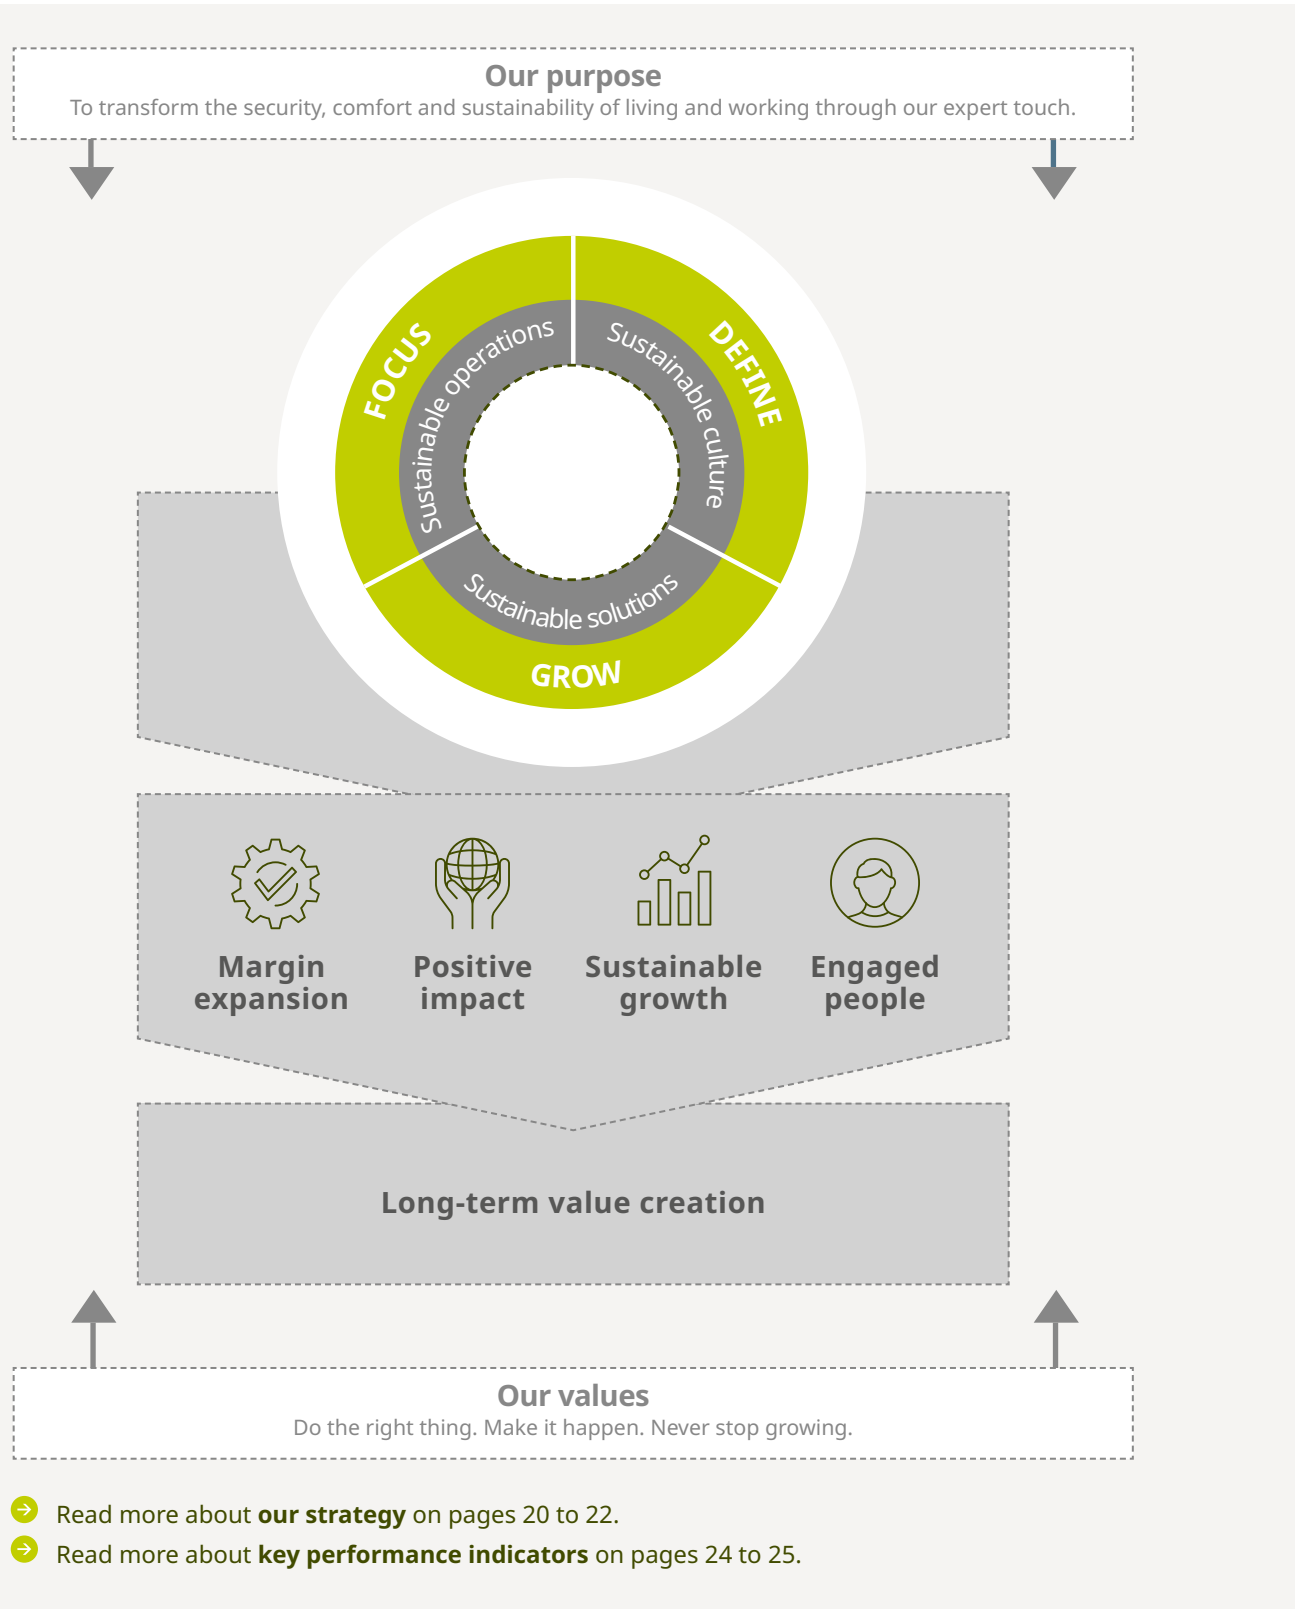 Our purpose
To transform the security, comfort and sustainability of living and working through our expert touch.
FOCUS
DEFINE
Sustainable operations
Sustainable culture
Sustainable solutions
GROW
Margin
expansion
Positive
impact
Sustainable
growth
Engaged
people
Long-term value creation
Our values
Do the right thing. Make it happen. Never stop growing.
Read more about our strategy on pages 20 to 22.
Read more about key performance indicators on pages 24 to 25.